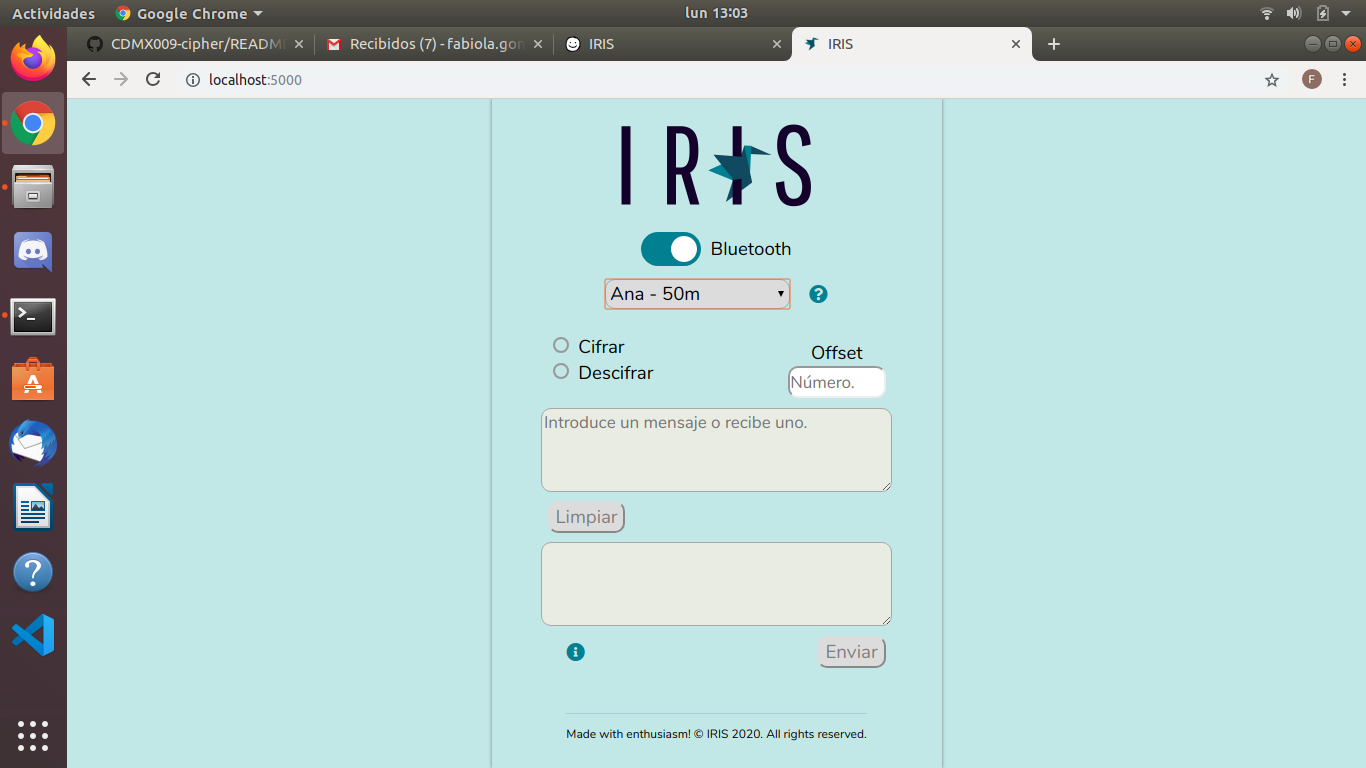 Actividades Google Chrome lun 13:03
CDMX009-cipher/READM Recibidos (7) - fabiola.gon IRIS IRIS
localhost:5000 F
IRIS
Bluetooth
Ana - 50m
Cifrar
Offset
Descifrar
Número.
Introduce un mensaje o recibe uno.
Limpiar
Enviar
Made with enthusiasm! © IRIS 2020. All rights reserved.